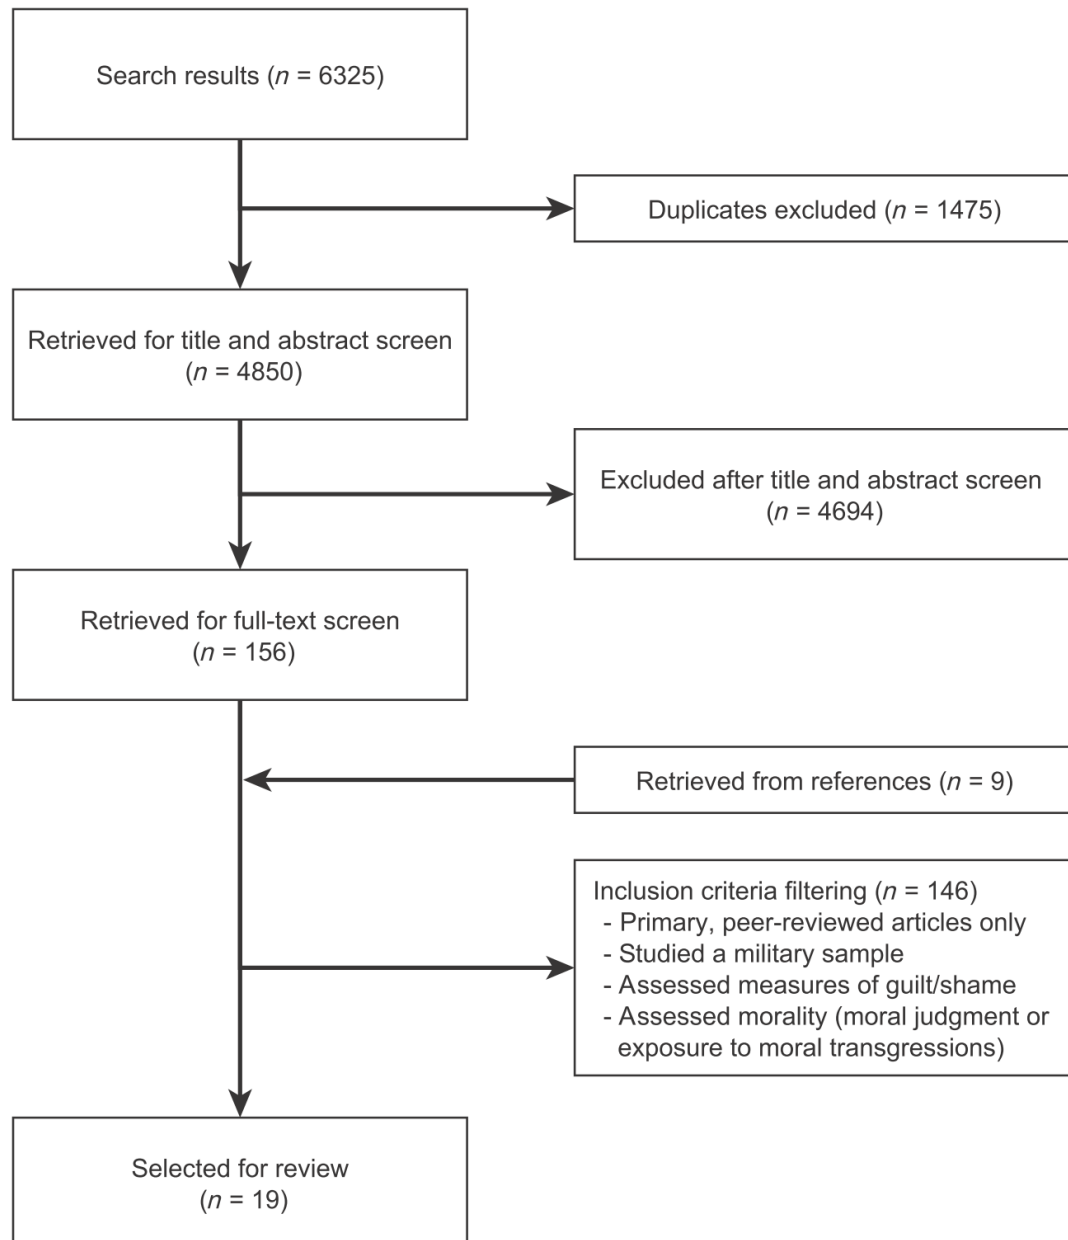 Search results (n = 6325)
Duplicates excluded (n = 1475)
Retrieved for title and abstract screen
(n = 4850)
Excluded after title and abstract screen
(n = 4694)
Retrieved for full-text screen
(n = 156)
Retrieved from references (n = 9)
Inclusion criteria filtering (n = 146)
- Primary, peer-reviewed articles only
- Studied a military sample
- Assessed measures of guilt/shame
- Assessed morality (moral judgment or
exposure to moral transgressions)
Selected for review
(n = 19)